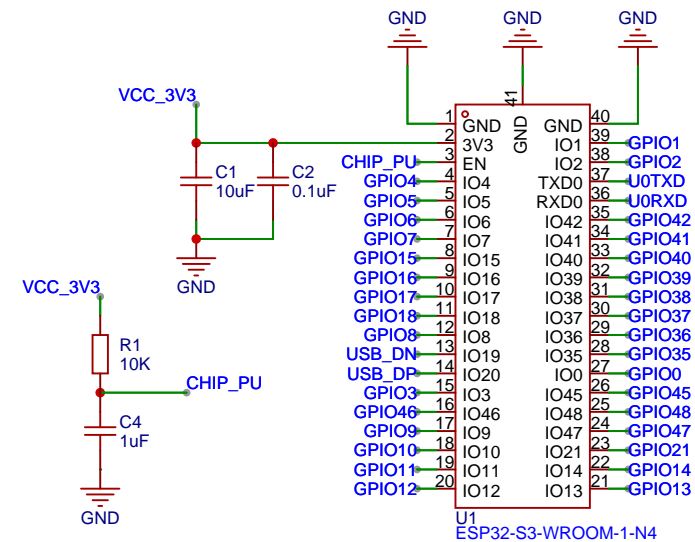 GND GND GND
VCC_3V3
41
1 GND GND GND 40
2 3V3 IO1 39 GPIO1
CHIP_PU 3 EN IO2 38 GPIO2
C1 C2
10uF 0.1uF
GPIO4 4 IO4 TXD0 37 U0TXD
GPIO5 5 IO5 RXD0 36 U0RXD
GPIO6 6 IO6 IO42 35 GPIO42
GPIO7 7 IO7 IO41 34 GPIO41
GPIO15 8 IO15 IO40 33 GPIO40
GPIO16 9 IO16 IO39 32 GPIO39
GND
VCC_3V3
GPIO17 10 IO17 IO38 31 GPIO38
GPIO18 11 IO18 IO37 30 GPIO37
GPIO8 12 IO8 IO36 29 GPIO36
R1
10K
USB_DN 13 IO19 IO35 28 GPIO35
USB_DP 14 IO20 IO0 27 GPIO0
CHIP_PU
GPIO3 15 IO3 IO45 26 GPIO45
GPIO46 16 IO46 IO48 25 GPIO48
C4
1uF
GPIO9 17 IO9 IO47 24 GPIO47
GPIO10 18 IO10 IO21 23 GPIO21
GPIO11 19 IO11 IO14 22 GPIO14
GPIO12 20 IO12 IO13 21 GPIO13
GND
U1
ESP32-S3-WROOM-1-N4